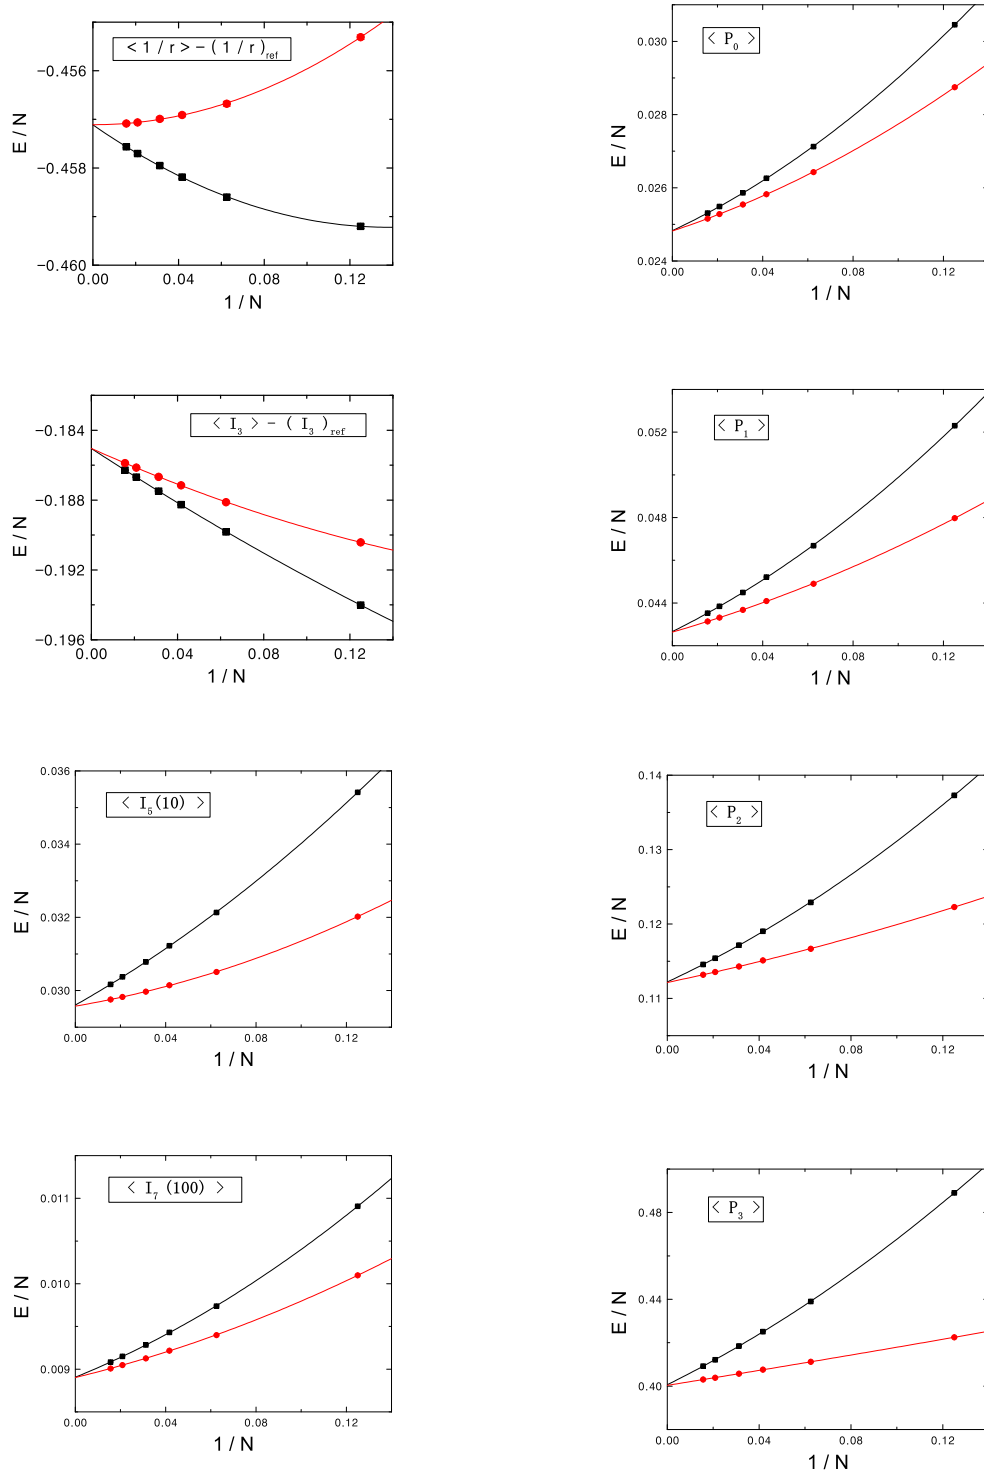 < 1 / r > - ( 1 / r )ref
-0.456
-0.458
-0.460
E / N
0.00 0.04 0.08 0.12
1 / N
< P0 >
0.030
0.028
0.026
0.024
E / N
0.00 0.04 0.08 0.12
1 / N
< I3 > - ( I3 )ref
-0.184
-0.188
-0.192
-0.196
E / N
0.00 0.04 0.08 0.12
1 / N
< P1 >
0.052
0.048
0.044
E / N
0.00 0.04 0.08 0.12
1 / N
< I5 (10) >
0.036
0.034
0.032
0.030
E / N
0.00 0.04 0.08 0.12
1 / N
< P2 >
0.14
0.13
0.12
0.11
E / N
0.00 0.04 0.08 0.12
1 / N
< I7 (100) >
0.011
0.010
0.009
E / N
0.00 0.04 0.08 0.12
1 / N
< P3 >
0.48
0.44
0.40
E / N
0.00 0.04 0.08 0.12
1 / N